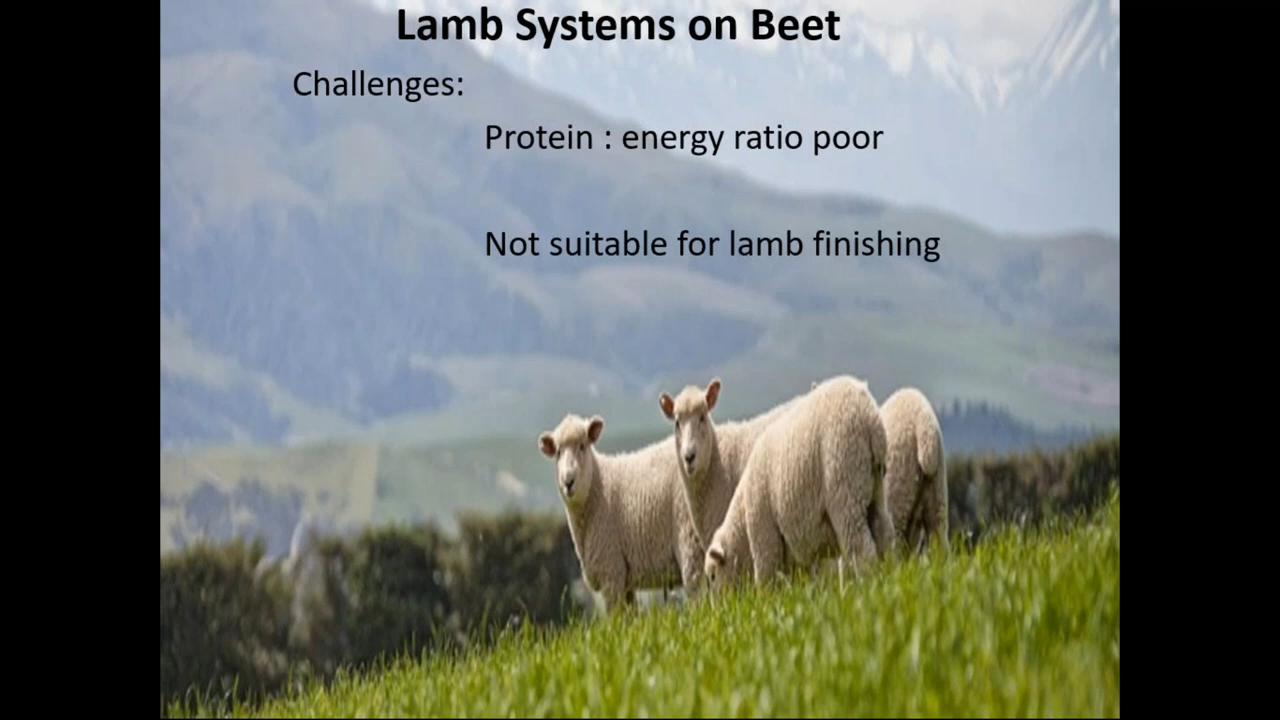 Lamb Systems on Beet
Challenges:
Protein : energy ratio poor
Not suitable for lamb finishing